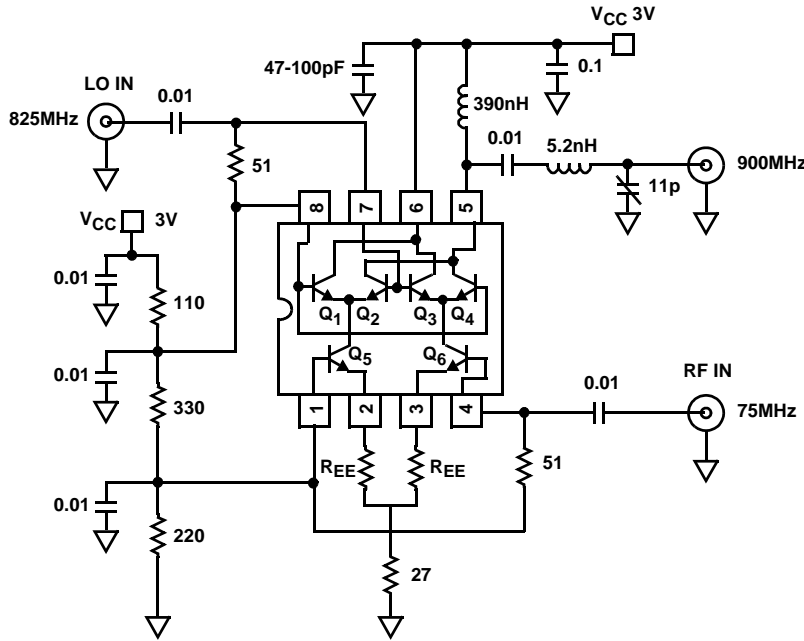 VCC 3V
47-100pF
0.1
LO IN
0.01
390nH
825MHz
0.01
5.2nH
51
900MHz
11p
VCC 3V
8 7 6 5
0.01
110
Q1 Q2 Q3 Q4
Q5 Q6
0.01
RF IN
330
0.01
1 2 3 4
75MHz
REE REE
51
0.01
220
27